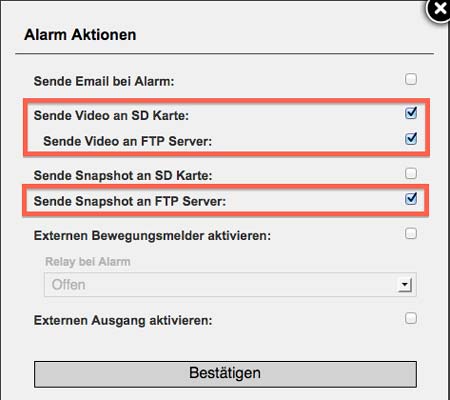 Alarm Aktionen
Sende Email bei Alarm:
Sende Video an SD Karte:
Sende Video an FTP Server:
Sende Snapshot an SD Karte:
Sende Snapshot an FTP Server:
Externen Bewegungsmelder aktivieren:
Relay bei Alarm
Offen
Externen Ausgang aktivieren:
Bestätigen